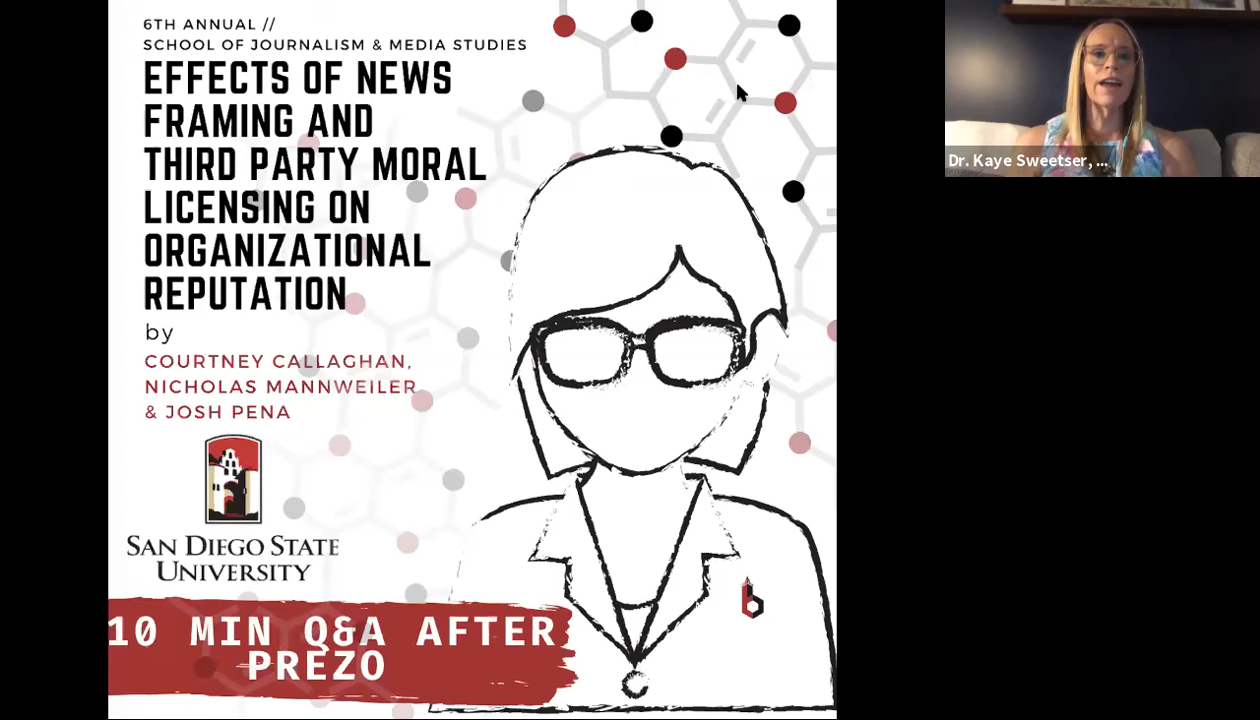 6TH ANNUAL //
SCHOOL OF JOURNALISM & MEDIA STUDIES
EFFECTS OF NEWS
FRAMING AND
THIRD PARTY MORAL
LICENSING ON
ORGANIZATIONAL
REPUTATION
by
COURTNEY CALLAGHAN,
NICHOLAS MANNWEILER
& JOSH PENA
SAN DIEGO STATE
UNIVERSITY
10 MIN Q&A AFTER
PREZO
b
Dr. Kaye Sweetser, ...